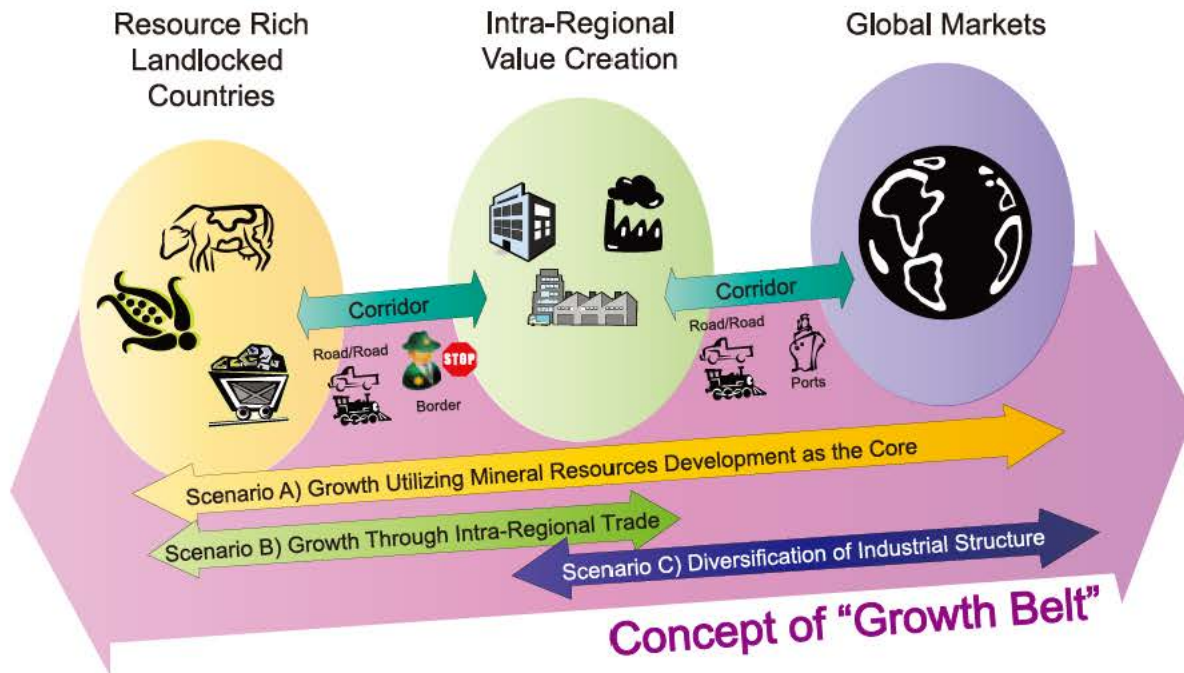 Resource Rich
Landlocked
Countries
Intra-Regional
Value Creation
Global Markets
Corridor
Road/Road
Border
STOP
Corridor
Road/Road
Ports
Scenario A) Growth Utilizing Mineral Resources Development as the Core
Scenario B) Growth Through Intra-Regional Trade
Scenario C) Diversification of Industrial Structure
Concept of “Growth Belt”